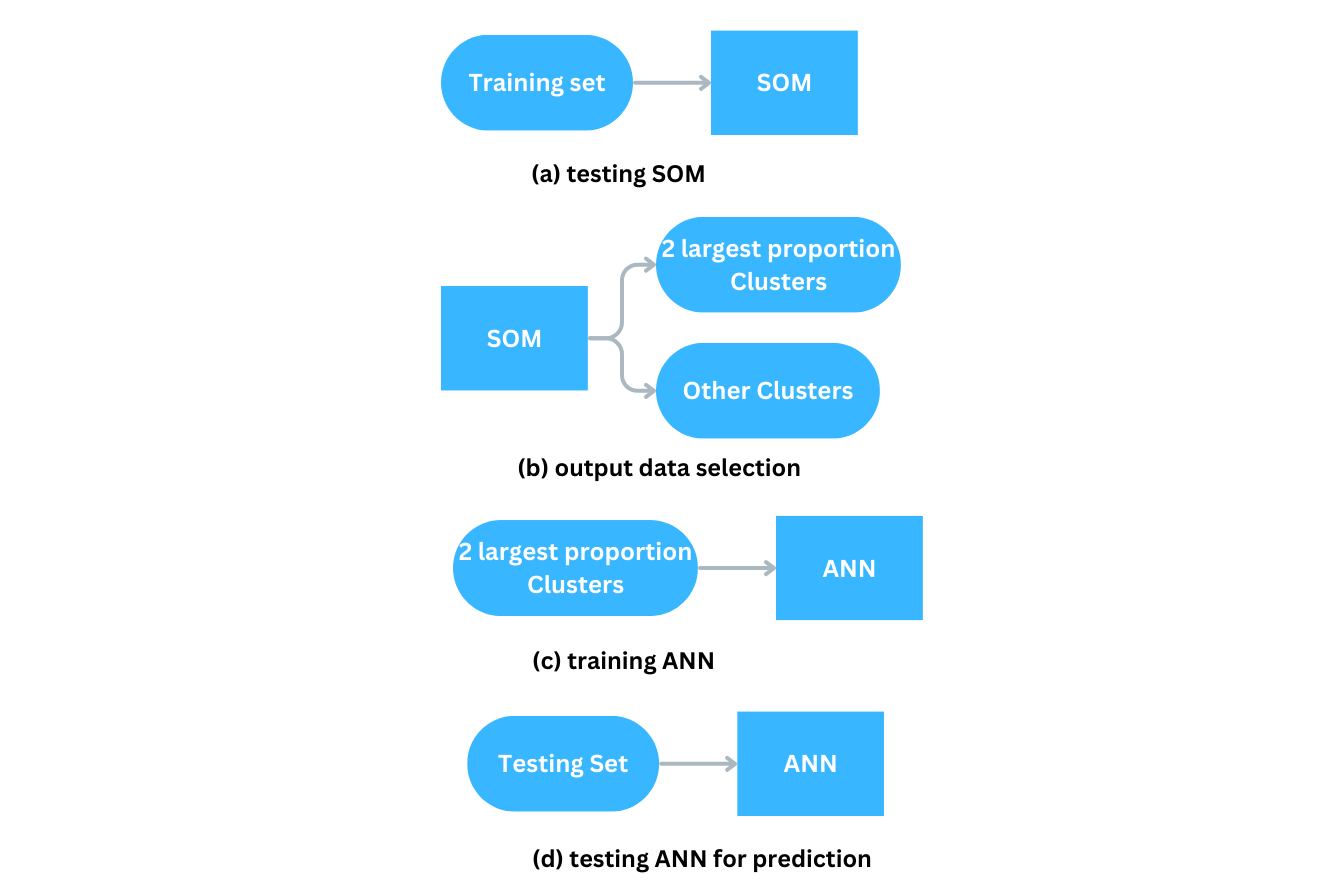 Training set
SOM
(a) testing SOM
2 largest proportion
Clusters
SOM
Other Clusters
(b) output data selection
2 largest proportion
Clusters
ANN
(c) training ANN
Testing Set
ANN
(d) testing ANN for prediction